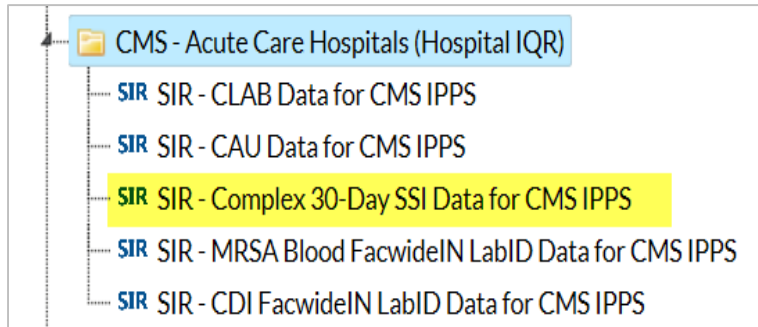 CMS - Acute Care Hospitals (Hospital IQR)
SIR SIR - CLAB Data for CMS IPPS
SIR SIR - CAU Data for CMS IPPS
SIR SIR - Complex 30-Day SSI Data for CMS IPPS
SIR SIR - MRSA Blood FacwideIN LabID Data for CMS IPPS
SIR SIR - CDI FacwideIN LabID Data for CMS IPPS